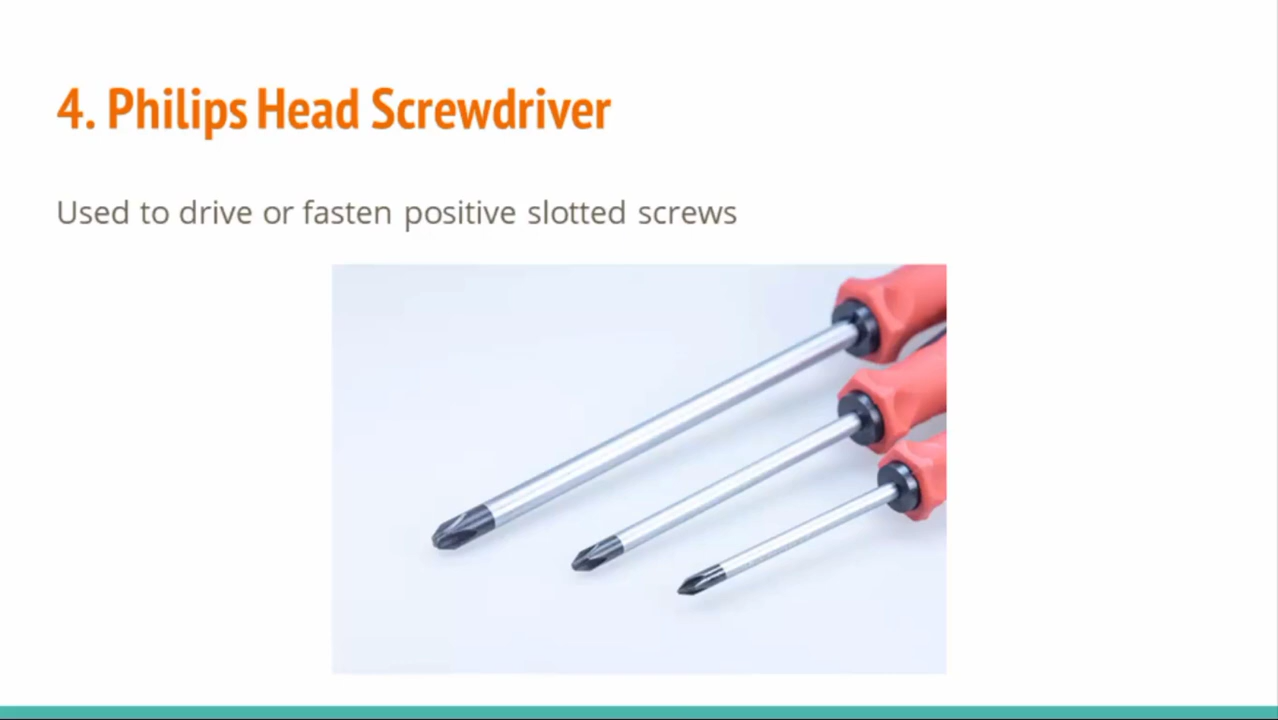 4. Philips Head Screwdriver
Used to drive or fasten positive slotted screws